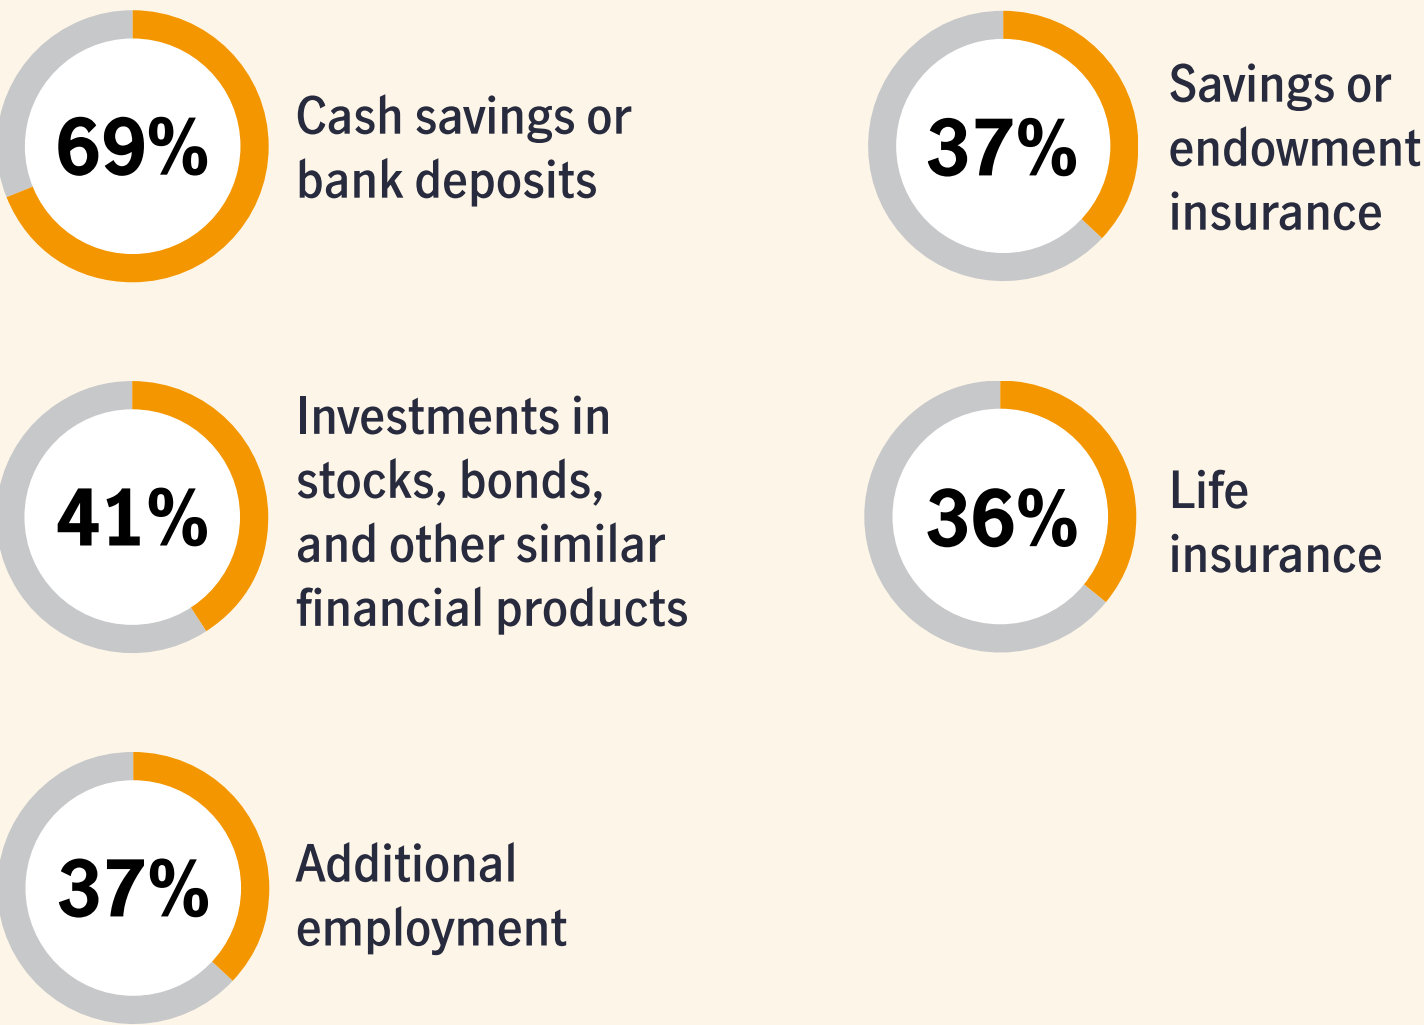 69%
Cash savings or
bank deposits
41%
Investments in
stocks, bonds,
and other similar
financial products
37%
Additional
employment
37%
Savings or
endowment
insurance
36%
Life
insurance